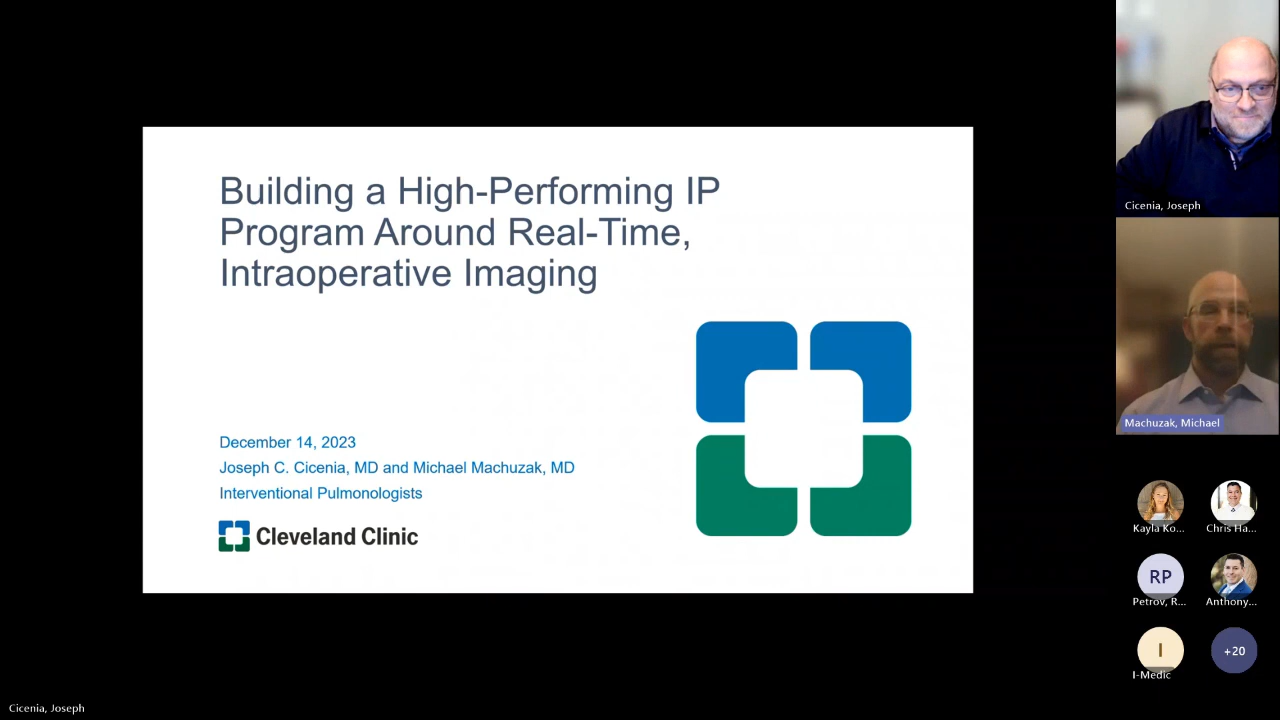 Building a High-Performing IP
Program Around Real-Time,
Intraoperative Imaging
December 14, 2023
Joseph C. Cicenia, MD and Michael Machuzak, MD
Interventional Pulmonologists
Cleveland Clinic
Cicenia, Joseph
Machuzak, Michael
Kayla Ko...
Chris Ha...
RP
Petrov, R...
Anthony...
I
I-Medic
+20
Cicenia, Joseph